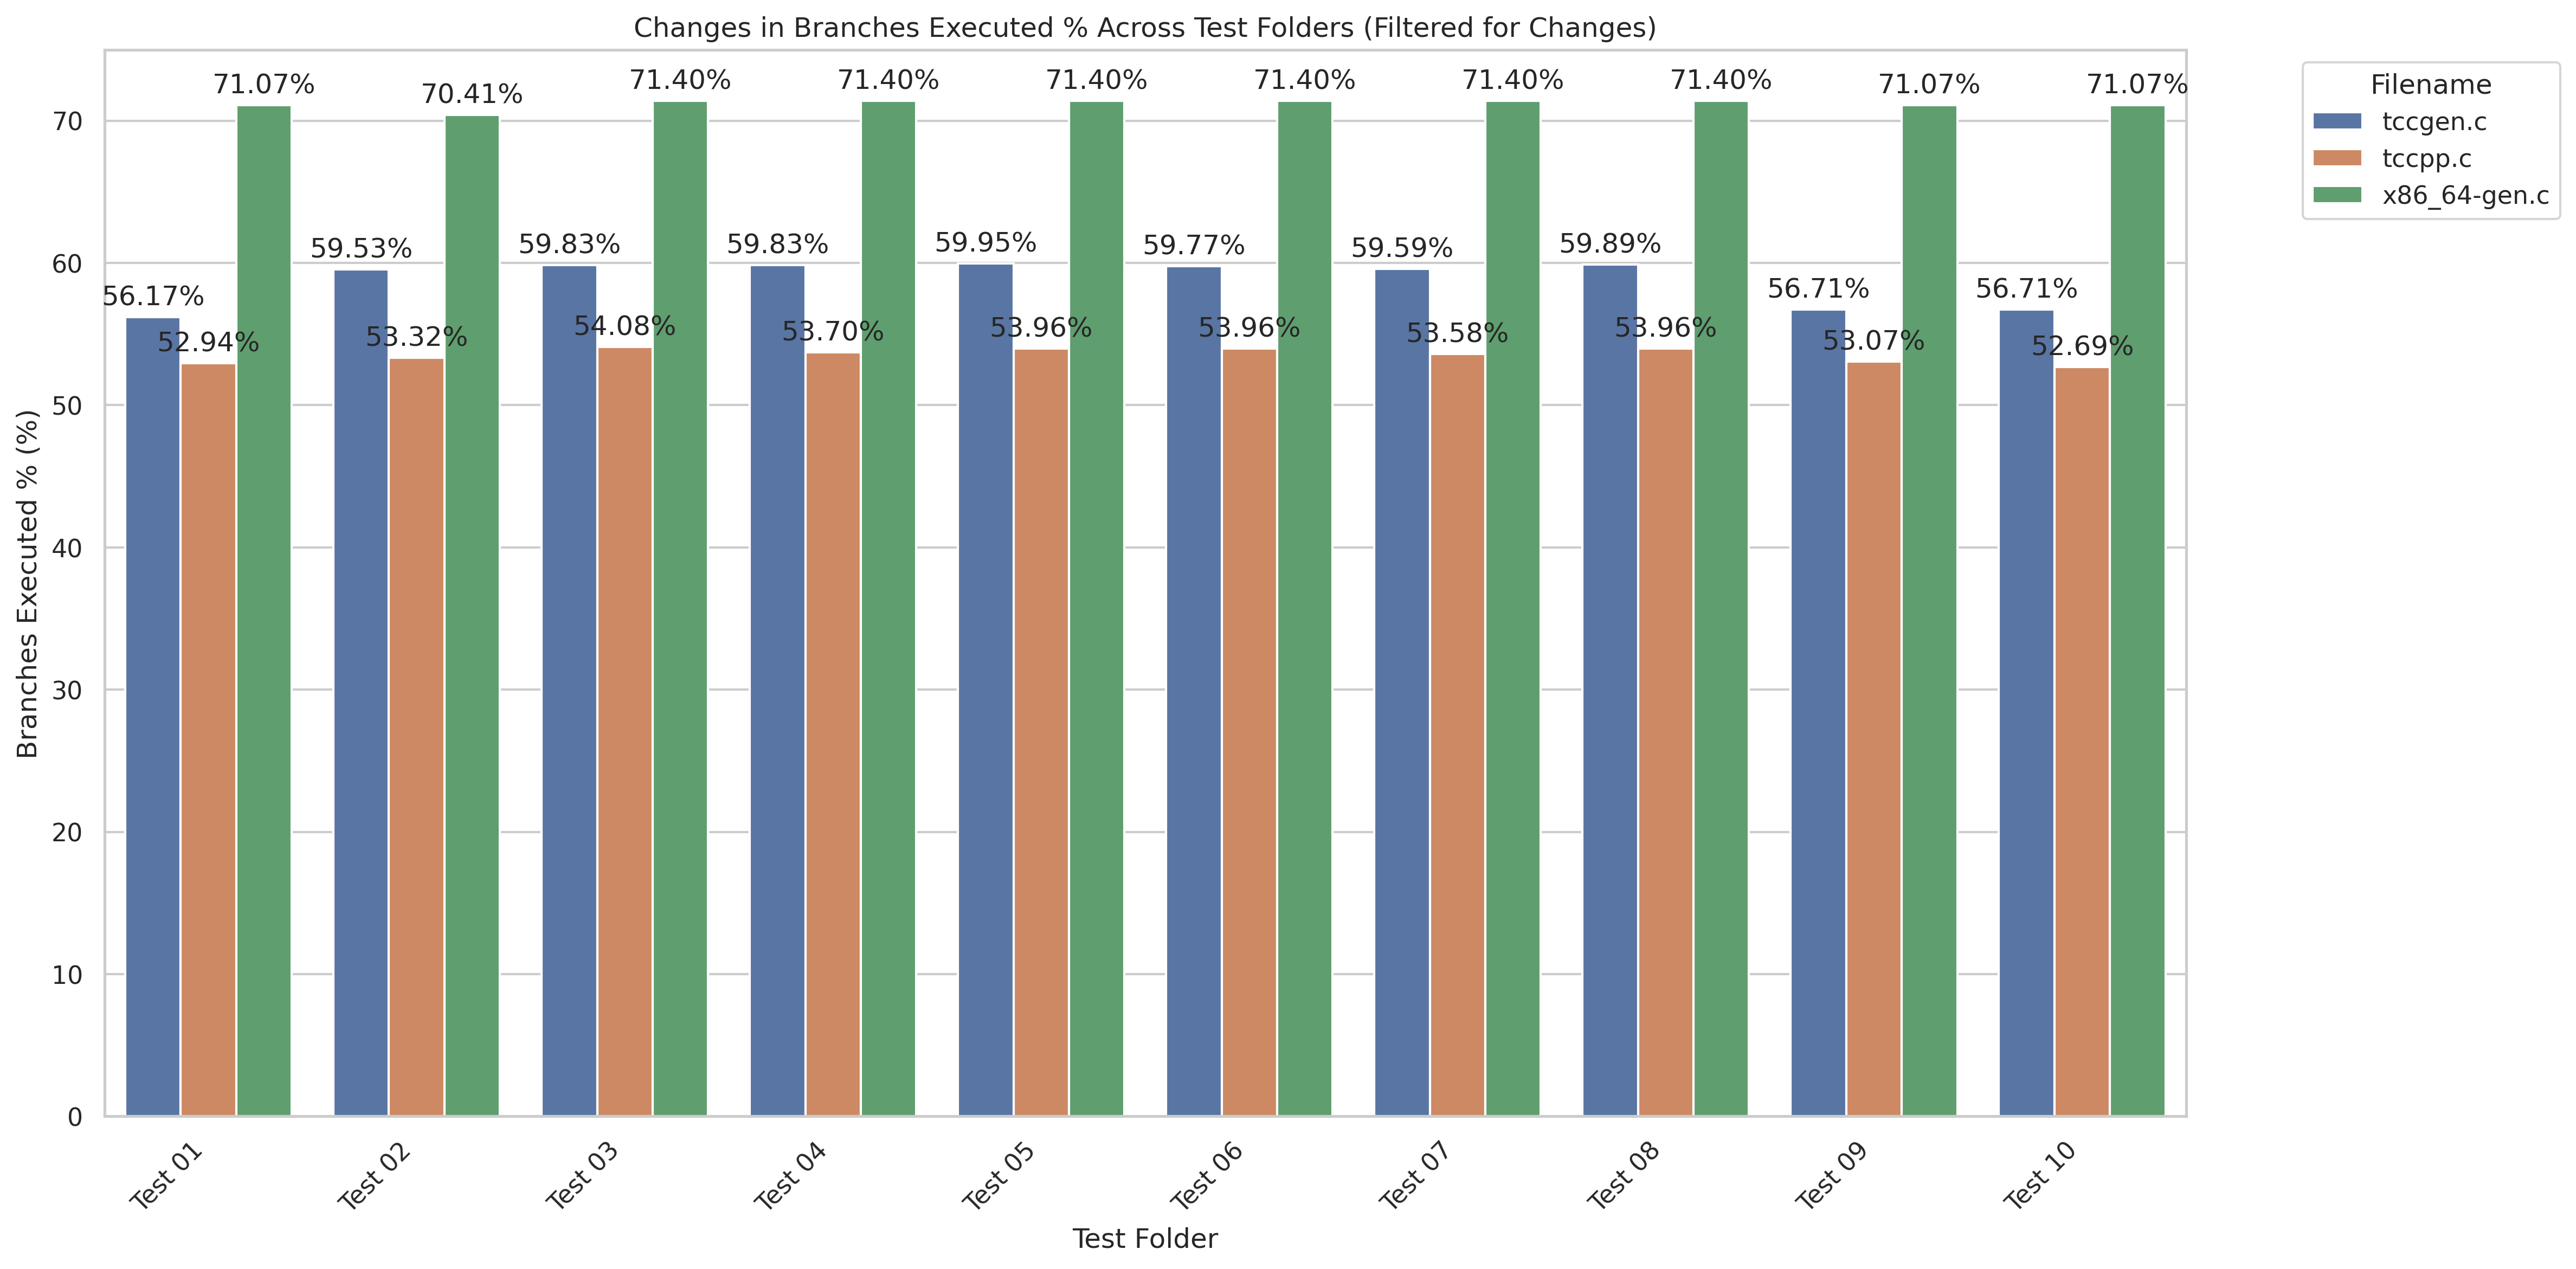 Changes in Branches Executed % Across Test Folders (Filtered for Changes)
Branches Executed % (%)
70
60
50
40
30
20
10
0
56.17%
52.94%
71.07%
59.53%
53.32%
70.41%
59.83%
54.08%
71.40%
59.83%
53.70%
71.40%
59.95%
53.96%
71.40%
59.77%
53.96%
71.40%
59.59%
53.58%
71.40%
59.89%
53.96%
71.40%
56.71%
53.07%
71.07%
56.71%
52.69%
71.07%
Test 01
Test 02
Test 03
Test 04
Test 05
Test 06
Test 07
Test 08
Test 09
Test 10
Test Folder
Filename
tccgen.c
tccpp.c
x86_64-gen.c